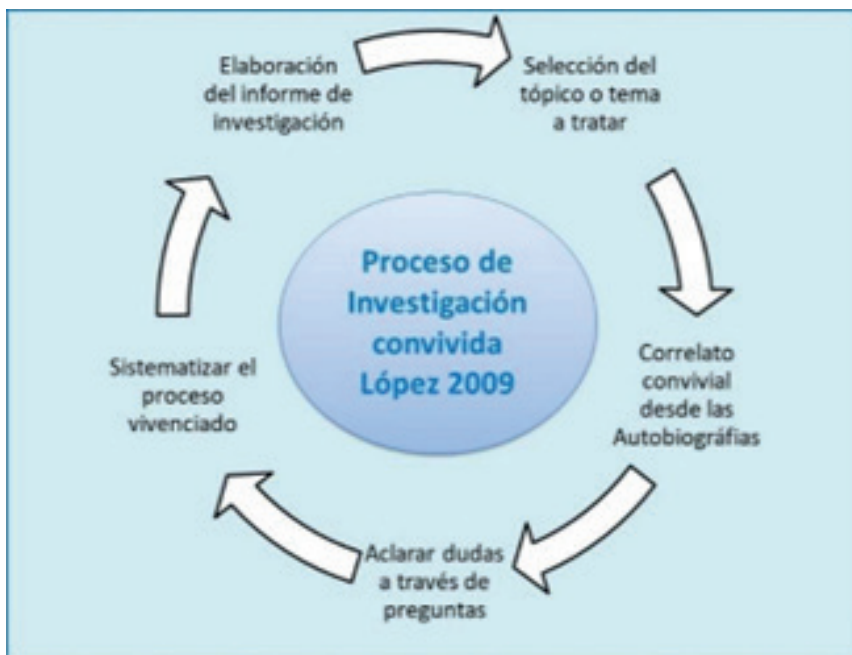 Elaboración
del informe de
investigación
Selección del
tópico o tema
a tratar
Proceso de
Investigación
convivida
López 2009
Correlato
convivial
desde las
Autobiográfias
Aclarar dudas
a través de
preguntas
Sistematizar el
proceso
vivenciado